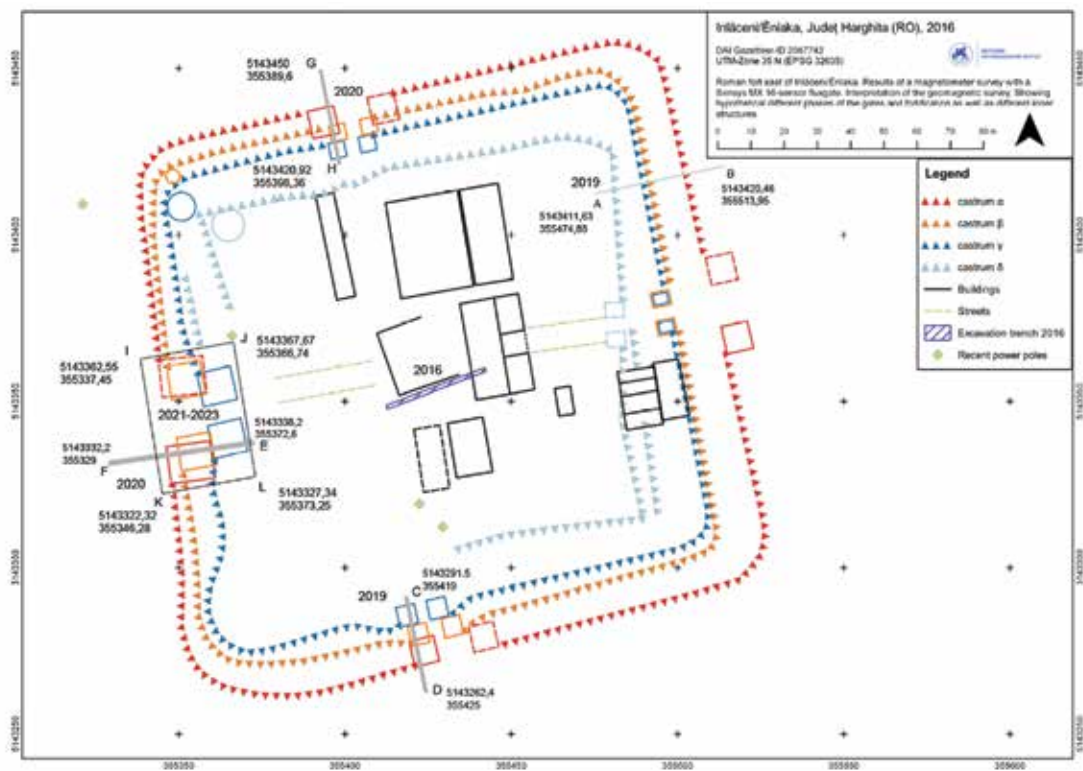 Inlăceni/Énlaka, Județ Harghita (RO), 2016
DAI Gazetteer ID 2067742
UTM-Zone 35 N (EPSG 32635)
Roman fort east of Inlăceni/Énlaka. Results of a magnetometer survey with a
Sensys MX 16-sensor fluxgate. Interpretation of the geomagnetic survey. Showing
hypothetical different phases of the gates and fortification as well as different inner
structures
0 10 20 30 40 50 60 70 80 m
Legend
castrum α
castrum β
castrum γ
castrum δ
Buildings
Streets
Excavation trench 2016
Recent power poles
G
5143450
355389,6
2020
H
5143420,92
355398,36
2019
A
5143411,63
355474,88
B
5143420,46
355513,95
I
J
5143367,67
355366,74
5143362,55
355337,45
2016
2021-2023
5143338,2
355372,6
E
5143332,2
355329
F
2020
K
L
5143327,34
355373,25
5143322,32
355346,28
5143291,5
355419
2019
C
D
5143262,4
355425
5143450
5143400
5143350
5143300
5143250
5143450
5143400
5143350
5143300
5143250
355350
355400
355450
355500
355550
355600